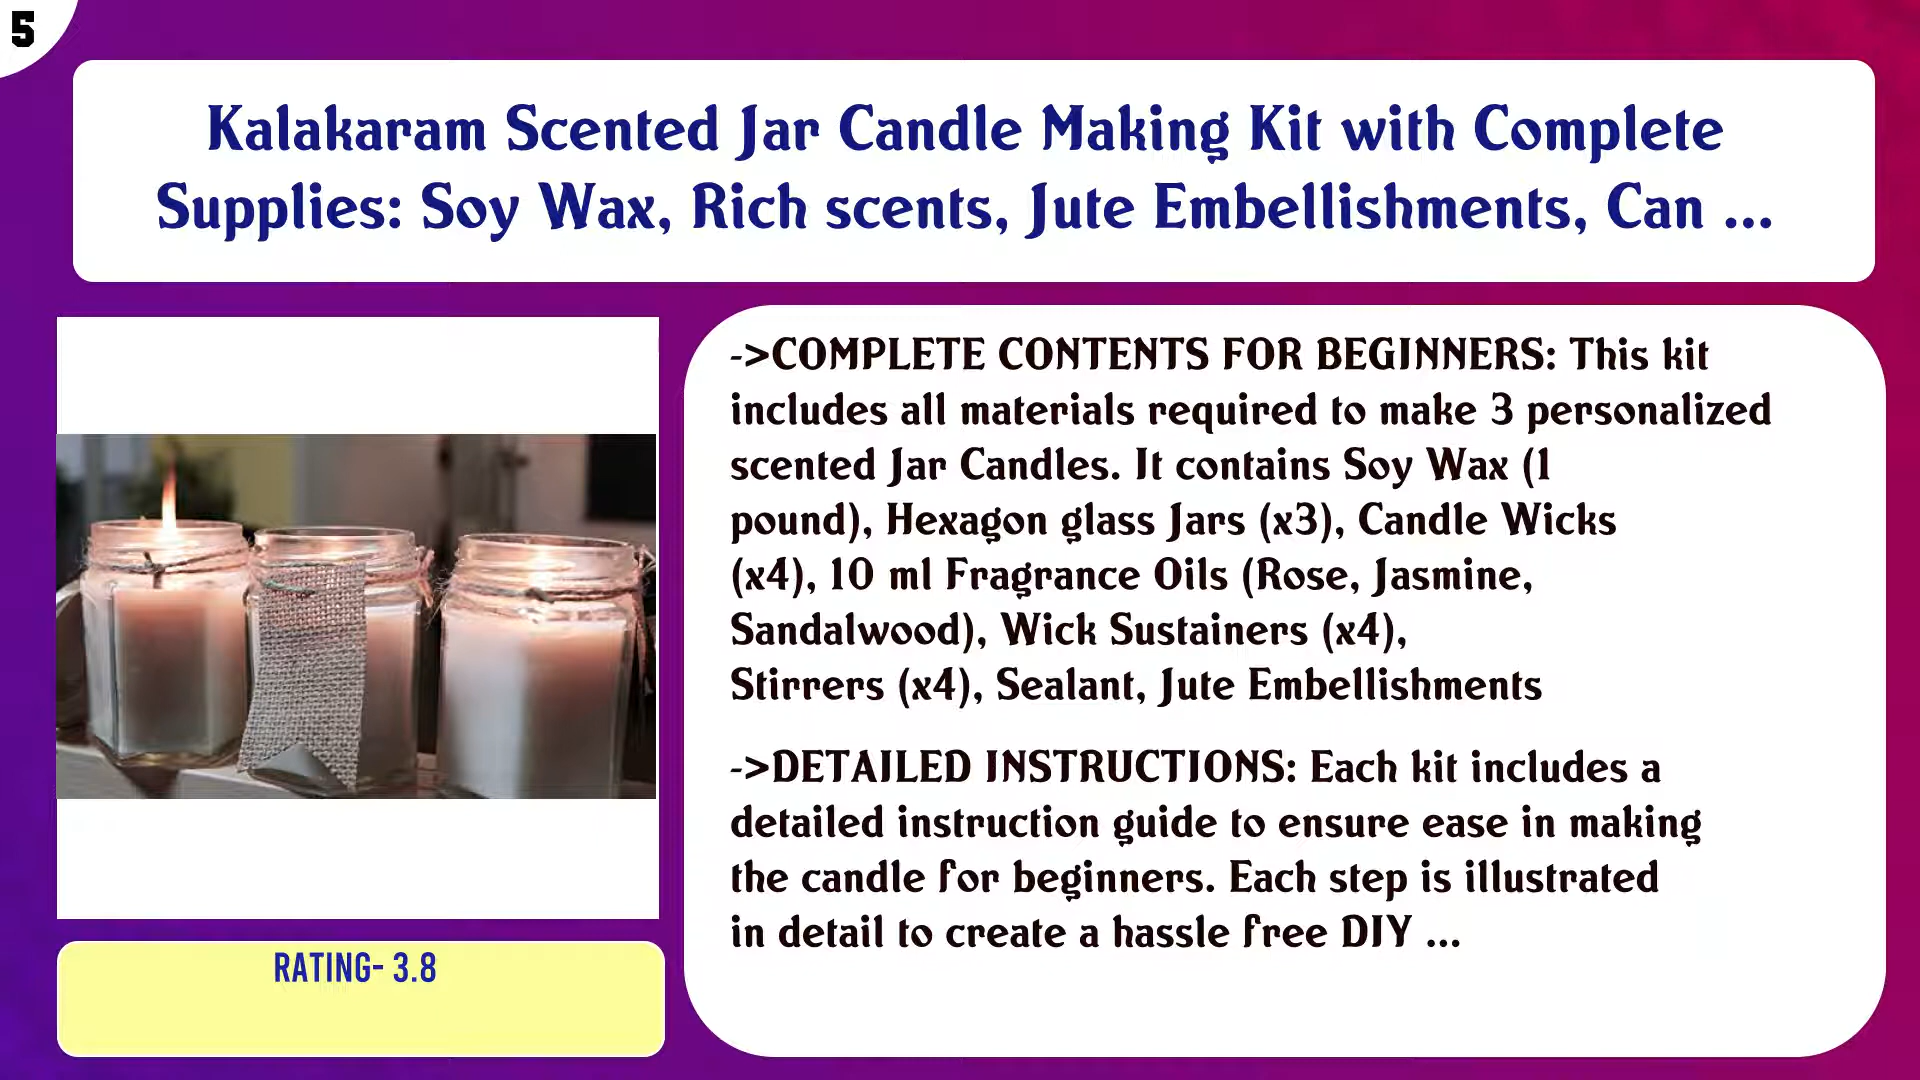 5
Kalakaram Scented Jar Candle Making Kit with Complete
Supplies: Soy Wax, Rich scents, Jute Embellishments, Can ...
->COMPLETE CONTENTS FOR BEGINNERS: This kit
includes all materials required to make 3 personalized
scented Jar Candles. It contains Soy Wax (1
pound), Hexagon glass Jars (x3), Candle Wicks
(x4), 10 ml Fragrance Oils (Rose, Jasmine,
Sandalwood), Wick Sustainers (x4),
Stirrers (x4), Sealant, Jute Embellishments
->DETAILED INSTRUCTIONS: Each kit includes a
detailed instruction guide to ensure ease in making
the candle for beginners. Each step is illustrated
in detail to create a hassle free DIY ...
RATING- 3.8